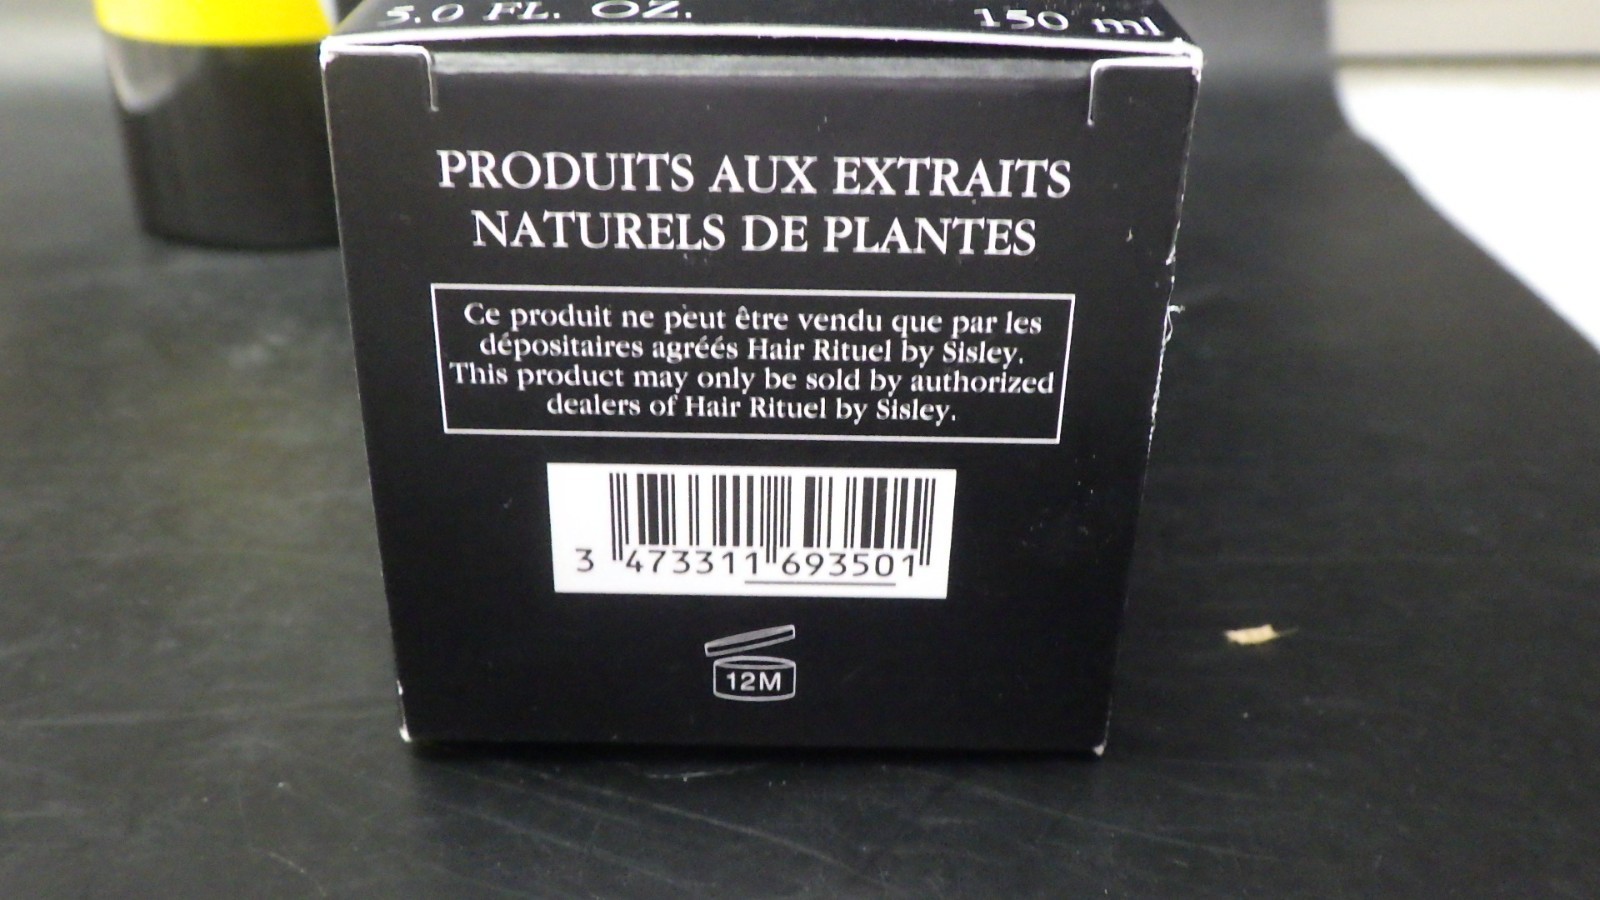 5.0 FL. OZ. 150 ml
PRODUITS AUX EXTRAITS
NATURELS DE PLANTES
Ce produit ne peut être vendu que par les
dépositaires agréés Hair Rituel by Sisley.
This product may only be sold by authorized
dealers of Hair Rituel by Sisley.
3 473311 693501
12M